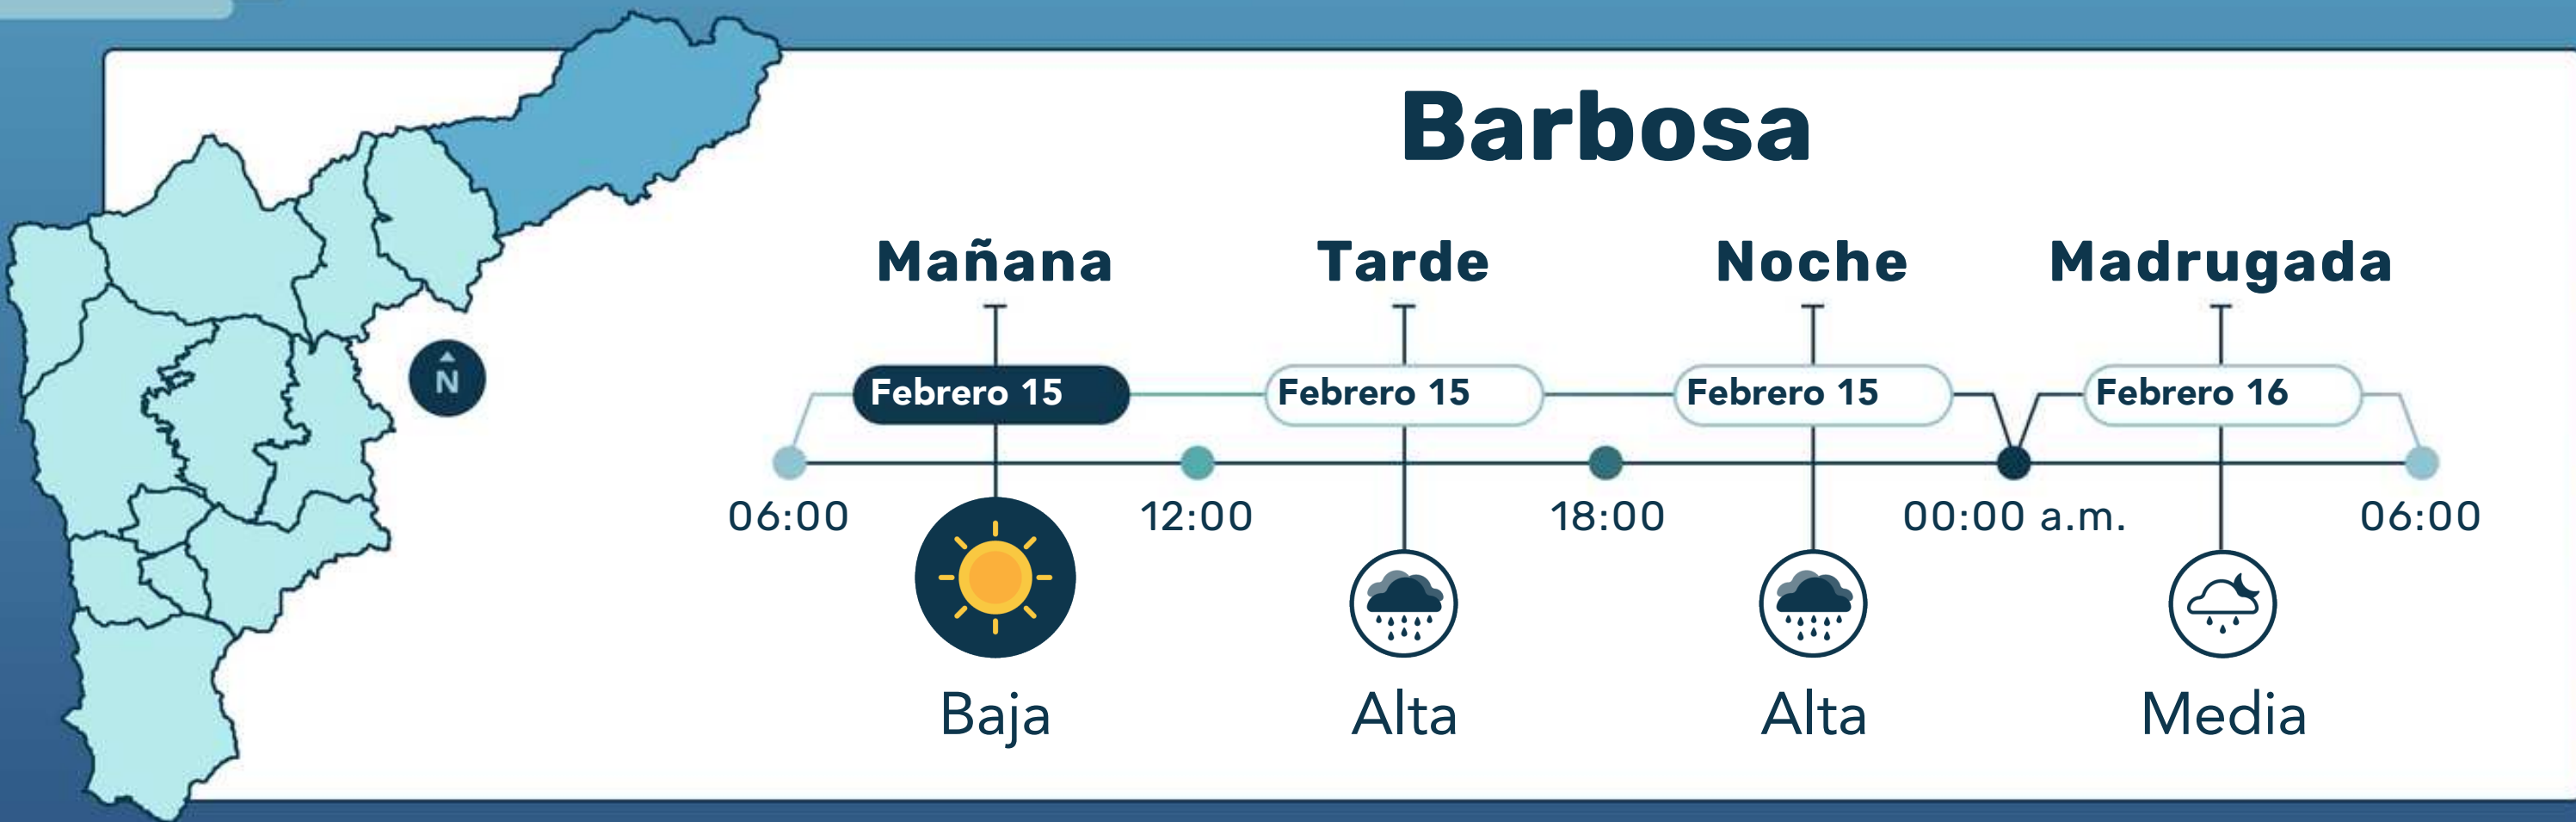 Barbosa
Mañana Tarde Noche Madrugada
N
Febrero 15 Febrero 15 Febrero 15 Febrero 16
06:00 12:00 18:00 00:00 a.m. 06:00
Baja Alta Alta Media